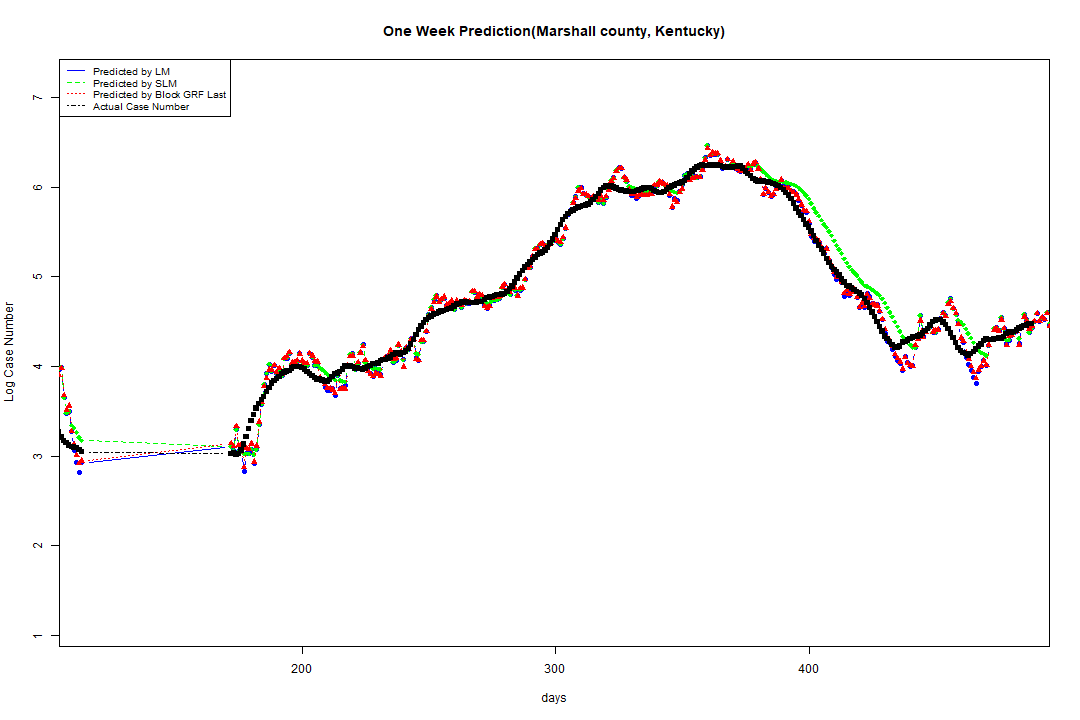 One Week Prediction(Marshall county, Kentucky)
Predicted by LM
Predicted by SLM
Predicted by Block GRF Last
Actual Case Number
7
6
5
4
3
2
1
Log Case Number
200
300
400
days